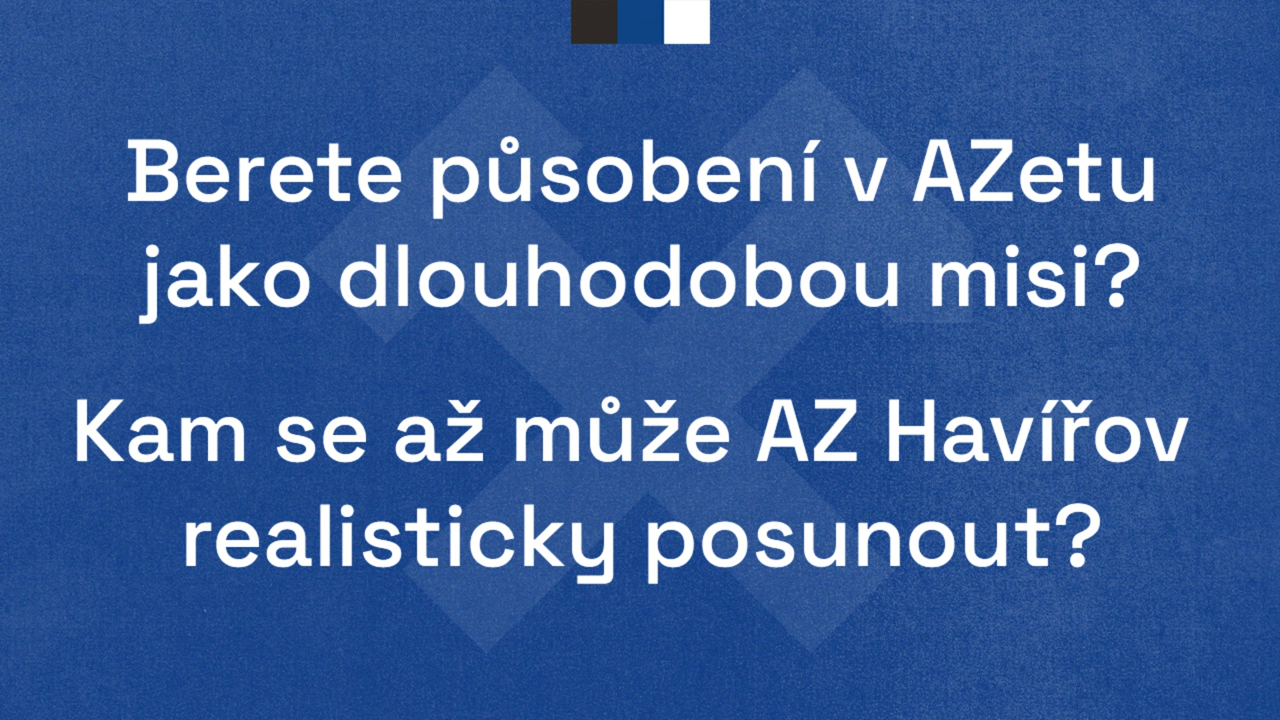 Berete působení v AZetu
jako dlouhodobou misi?
Kam se až může AZ Havířov
realisticky posunout?